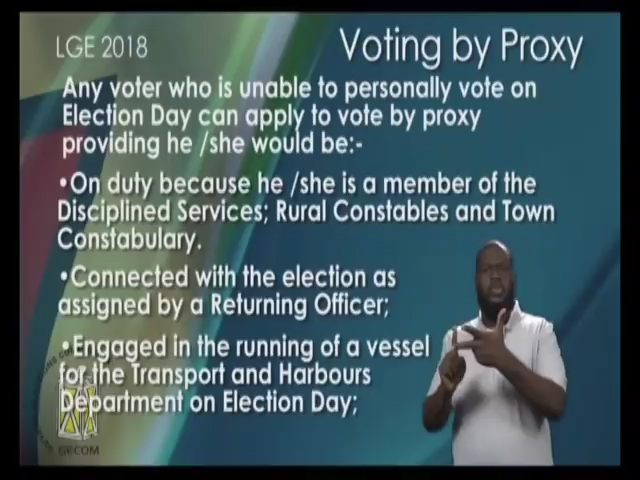 LGE 2018
Voting by Proxy
Any voter who is unable to personally vote on
Election Day can apply to vote by proxy
providing he /she would be:-
•On duty because he /she is a member of the
Disciplined Services; Rural Constables and Town
Constabulary.
•Connected with the election as
assigned by a Returning Officer;
•Engaged in the running of a vessel
for the Transport and Harbours
Department on Election Day;
GECOM